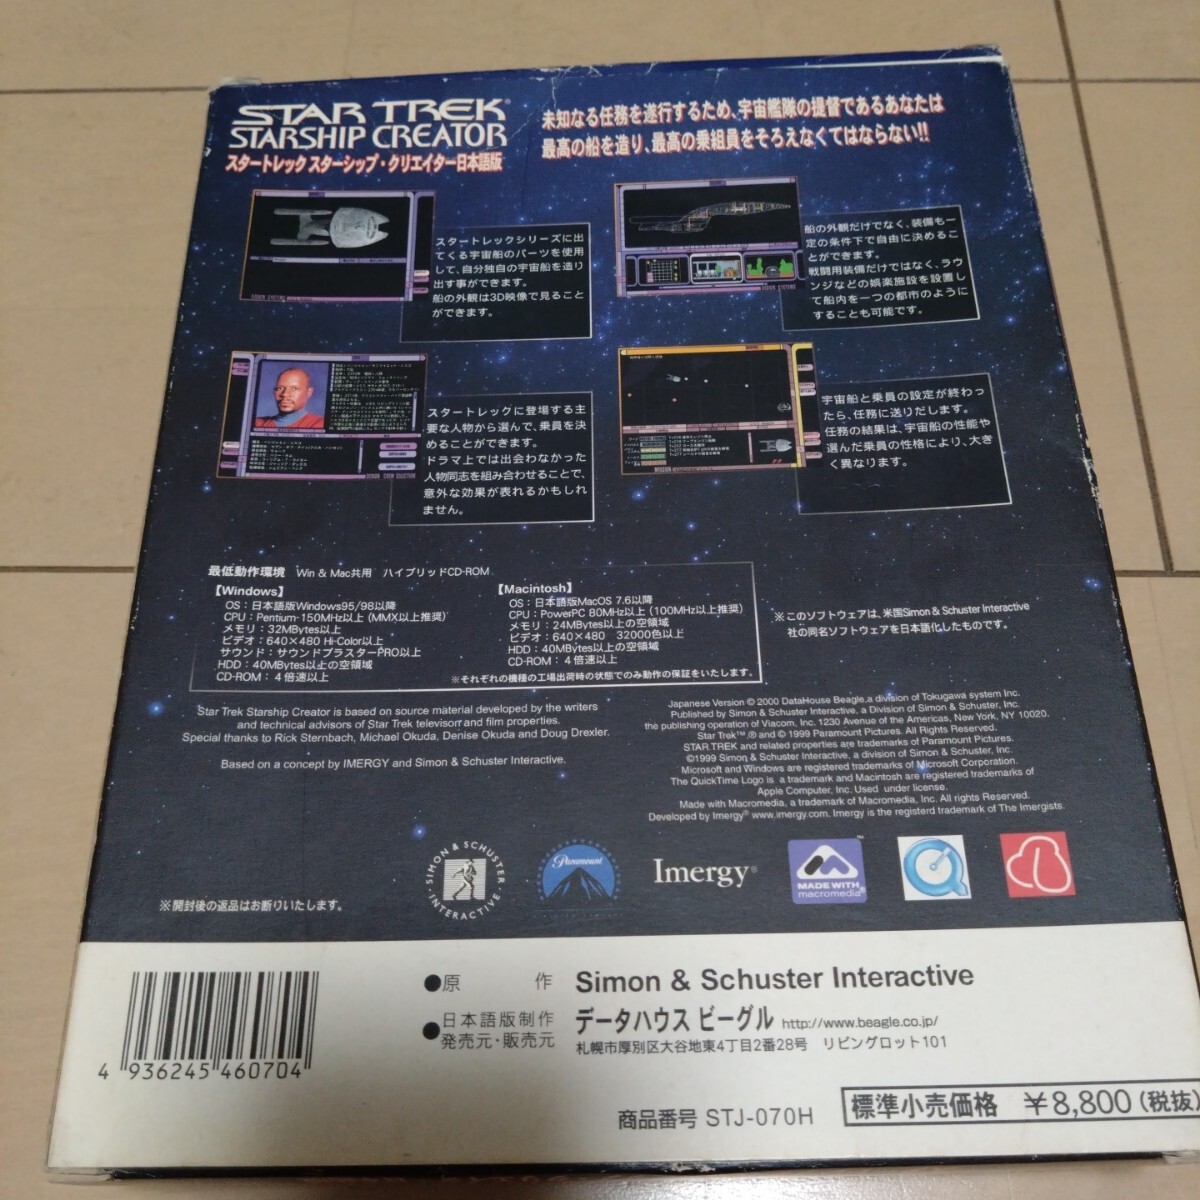 STAR TREK®
STARSHIP CREATOR
スタートレック スターシップ・クリエイター日本語版
未知なる任務を遂行するため、宇宙艦隊の提督であるあなたは
最高の船を造り、最高の乗組員をそろえなくてはならない!!
スタートレックシリーズに出
てくる宇宙船のパーツを使用
して、自分独自の宇宙船を造り
出す事ができます。
船の外観は3D映像で見ること
ができます。
船の外観だけでなく、装備も一
定の条件下で自由に決めるこ
とができます。
戦闘用装備だけではなく、ラウ
ンジなどの娯楽施設を設置し
て船内を一つの都市のように
することも可能です。
スタートレックに登場する主
要な人物から選んで、乗員を決
めることができます。
ドラマ上では出会わなかった
人物同志を組み合わせることで、
意外な効果が表れるかもしれ
ません。
宇宙船と乗員の設定が終わっ
たら、任務に送りだします。
任務の結果は、宇宙船の性能や
選んだ乗員の性格により、大き
く異なります。
最低動作環境 Win & Mac共用 ハイブリッドCD-ROM
【Windows】
OS：日本語版Windows95/98以降
CPU：Pentium-150MHz以上(MMX以上推奨)
メモリ：32MBytes以上
ビデオ：640×480 Hi-Color以上
サウンド：サウンドブラスターPRO以上
HDD：40MBytes以上の空領域
CD-ROM：4倍速以上
【Macintosh】
OS：日本語版MacOS 7.6以降
CPU：PowerPC 80MHz以上(100MHz以上推奨)
メモリ：24MBytes以上の空領域
ビデオ：640×480 32000色以上
HDD：40MBytes以上の空領域
CD-ROM：4倍速以上
※それぞれの機種の工場出荷時の状態でのみ動作の保証をいたします。
※このソフトウェアは、米国Simon & Schuster Interactive
社の同名ソフトウェアを日本語化したものです。
Star Trek Starship Creator is based on source material developed by the writers
and technical advisors of Star Trek televison and film properties.
Special thanks to Rick Sternbach, Michael Okuda, Denise Okuda and Doug Drexler.
Based on a concept by IMERGY and Simon & Schuster Interactive.
Japanese Version © 2000 DataHouse Beagle,a division of Tokugawa system Inc.
Published by Simon & Schuster Interactive, a Division of Simon & Schuster, Inc.
the publishing operation of Viacom, Inc. 1230 Avenue of the Americas, New York, NY 10020.
Star Trek™,® and © 1999 Paramount Pictures. All Rights Reserved.
STAR TREK and related properties are trademarks of Paramount Pictures.
©1999 Simon & Schuster Interactive, a division of Simon & Schuster, Inc.
Microsoft and Windows are registered trademarks of Microsoft Corporation.
The QuickTime Logo is a trademark and Macintosh are registered trademarks of
Apple Computer, Inc. Used under license.
Made with Macromedia, a trademark of Macromedia, Inc. All rights Reserved.
Developed by Imergy® www.imergy.com. Imergy is the registerd trademark of The Imergists.
SIMON & SCHUSTER
INTERACTIVE
Paramount
Imergy®
MADE WITH
macromedia®
※開封後の返品はお断りいたします。
4 936245 460704
●原 作 Simon & Schuster Interactive
●日本語版制作
発売元・販売元
データハウス ビーグル http://www.beagle.co.jp/
札幌市厚別区大谷地東4丁目2番28号 リビングロット101
商品番号 STJ-070H
標準小売価格 ￥8,800(税抜)